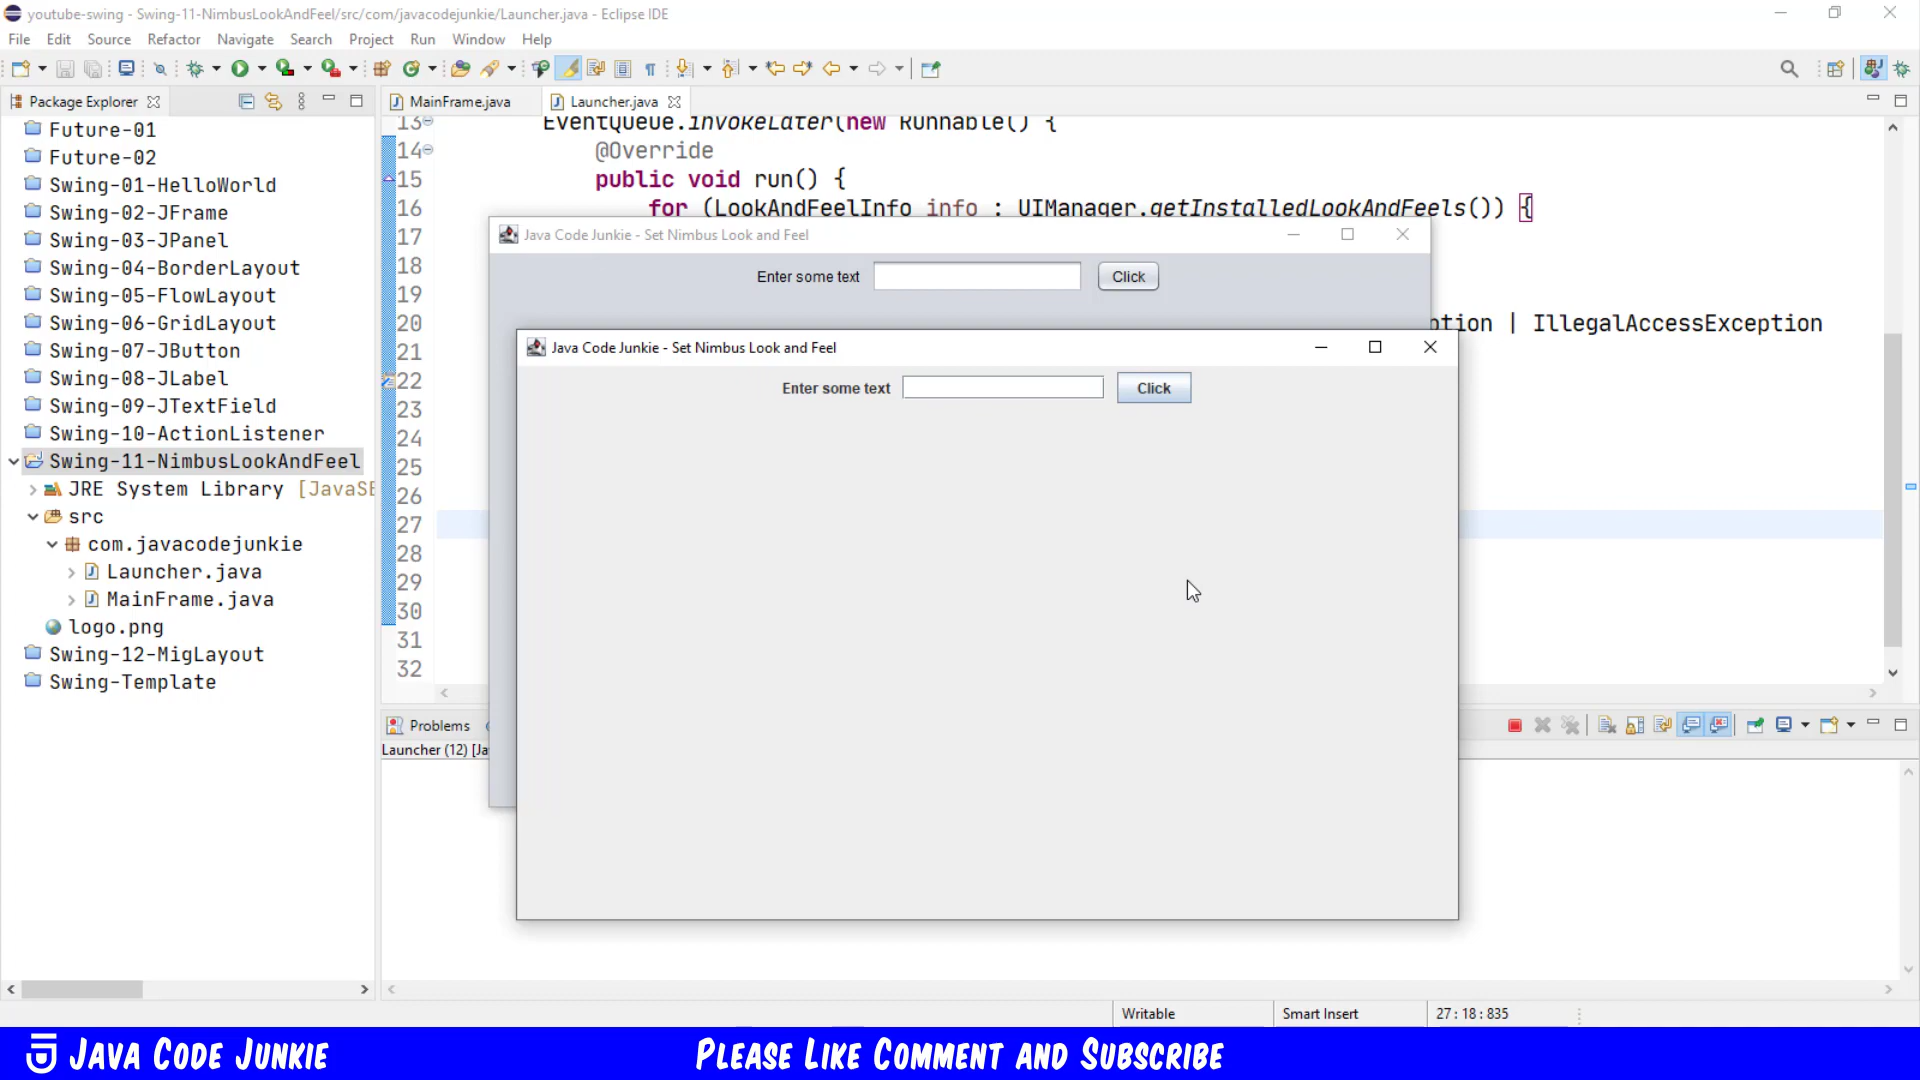 youtube-swing - Swing-11-NimbusLookAndFeel/src/com/javacodejunkie/Launcher.java - Eclipse IDE
File Edit Source Refactor Navigate Search Project Run Window Help
Package Explorer
Future-01
Future-02
Swing-01-HelloWorld
Swing-02-JFrame
Swing-03-JPanel
Swing-04-BorderLayout
Swing-05-FlowLayout
Swing-06-GridLayout
Swing-07-JButton
Swing-08-JLabel
Swing-09-JTextField
Swing-10-ActionListener
Swing-11-NimbusLookAndFeel
JRE System Library [JavaSE
src
com.javacodejunkie
Launcher.java
MainFrame.java
logo.png
Swing-12-MigLayout
Swing-Template
MainFrame.java Launcher.java
13 EventQueue.invokeLater(new Runnable() {
14 @Override
15 public void run() {
16 for (LookAndFeelInfo info : UIManager.getInstalledLookAndFeels()) {
17
18
19
20 ption | IllegalAccessException
21
22
23
24
25
26
27
28
29
30
31
32
Java Code Junkie - Set Nimbus Look and Feel
Enter some text Click
Java Code Junkie - Set Nimbus Look and Feel
Enter some text Click
Problems
Launcher (12) [Ja
Writable Smart Insert 27 : 18 : 835
Java Code Junkie Please Like Comment and Subscribe